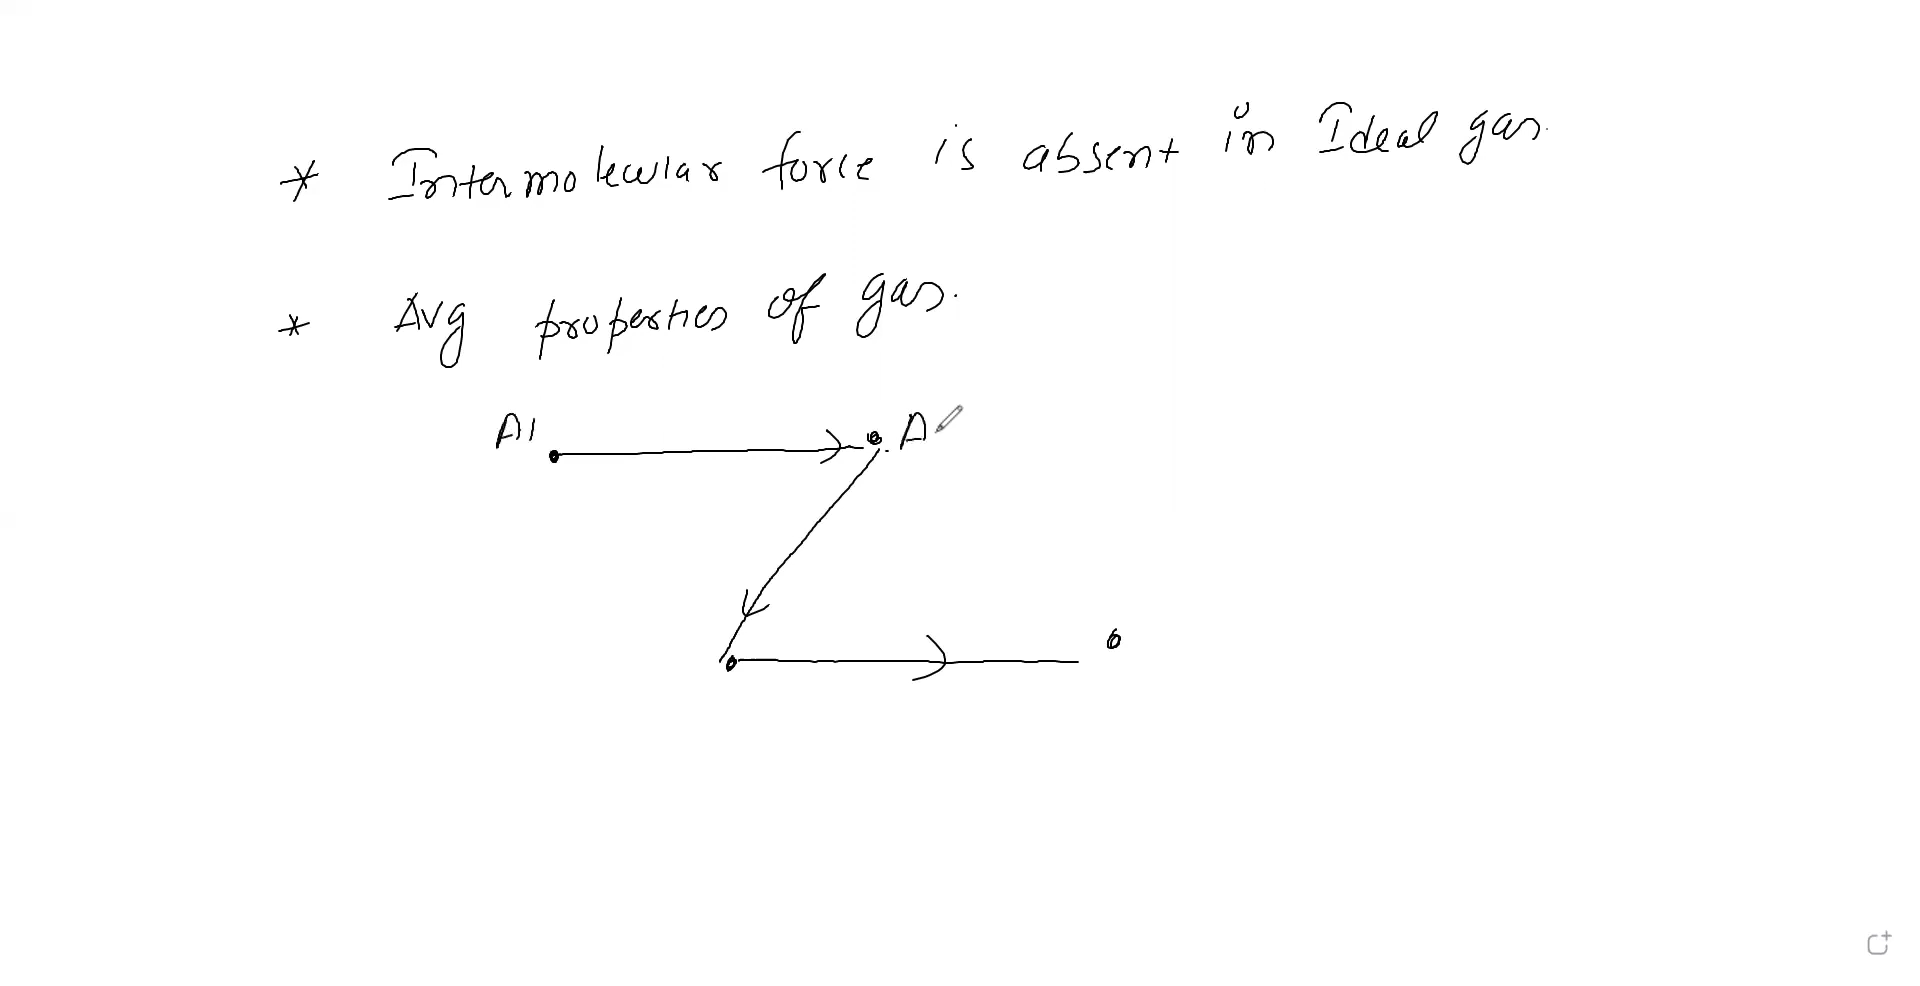 * Intermolecular force is absent in Ideal gas.
* Avg properties of gas.
A1 A